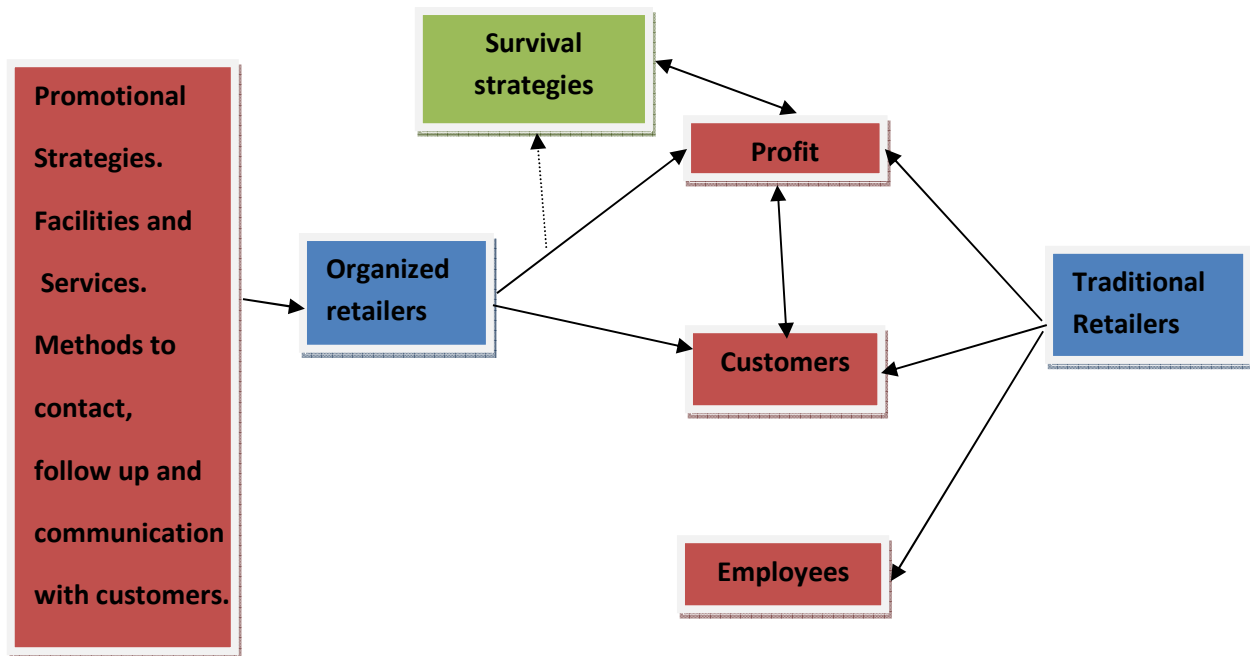 Promotional
Strategies.
Facilities and
Services.
Methods to
contact,
follow up and
communication
with customers.
Survival
strategies
Organized
retailers
Profit
Customers
Employees
Traditional
Retailers